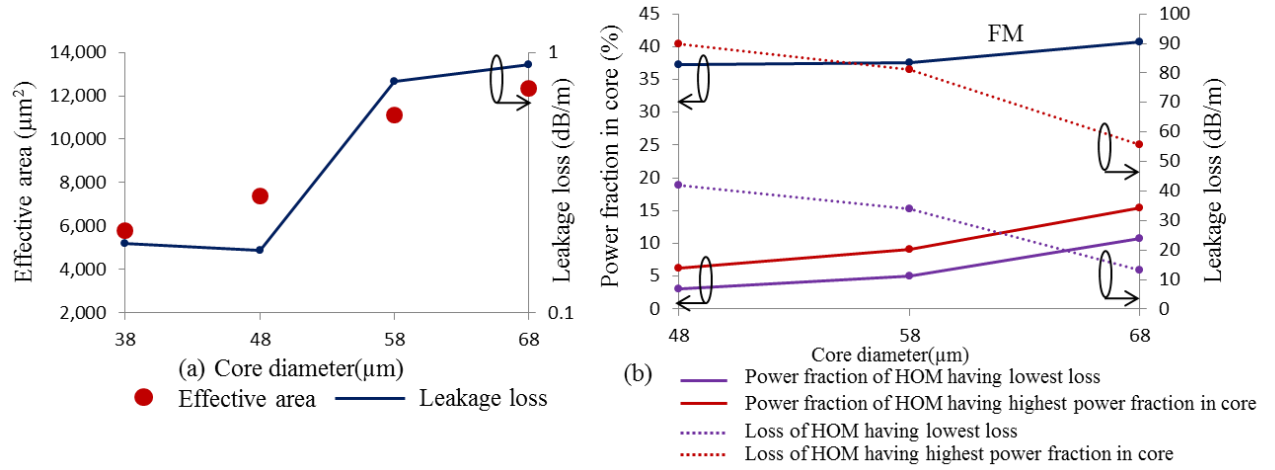 14,000
12,000
10,000
8,000
6,000
4,000
2,000
Effective area (µm²)
38
48
58
68
1
0.1
Leakage loss (dB/m)
(a) Core diameter(µm)
Effective area
Leakage loss
45
40
35
30
25
20
15
10
5
0
Power fraction in core (%)
FM
48
58
68
100
90
80
70
60
50
40
30
20
10
0
Leakage loss (dB/m)
Core diameter(µm)
(b)
Power fraction of HOM having lowest loss
Power fraction of HOM having highest power fraction in core
Loss of HOM having lowest loss
Loss of HOM having highest power fraction in core